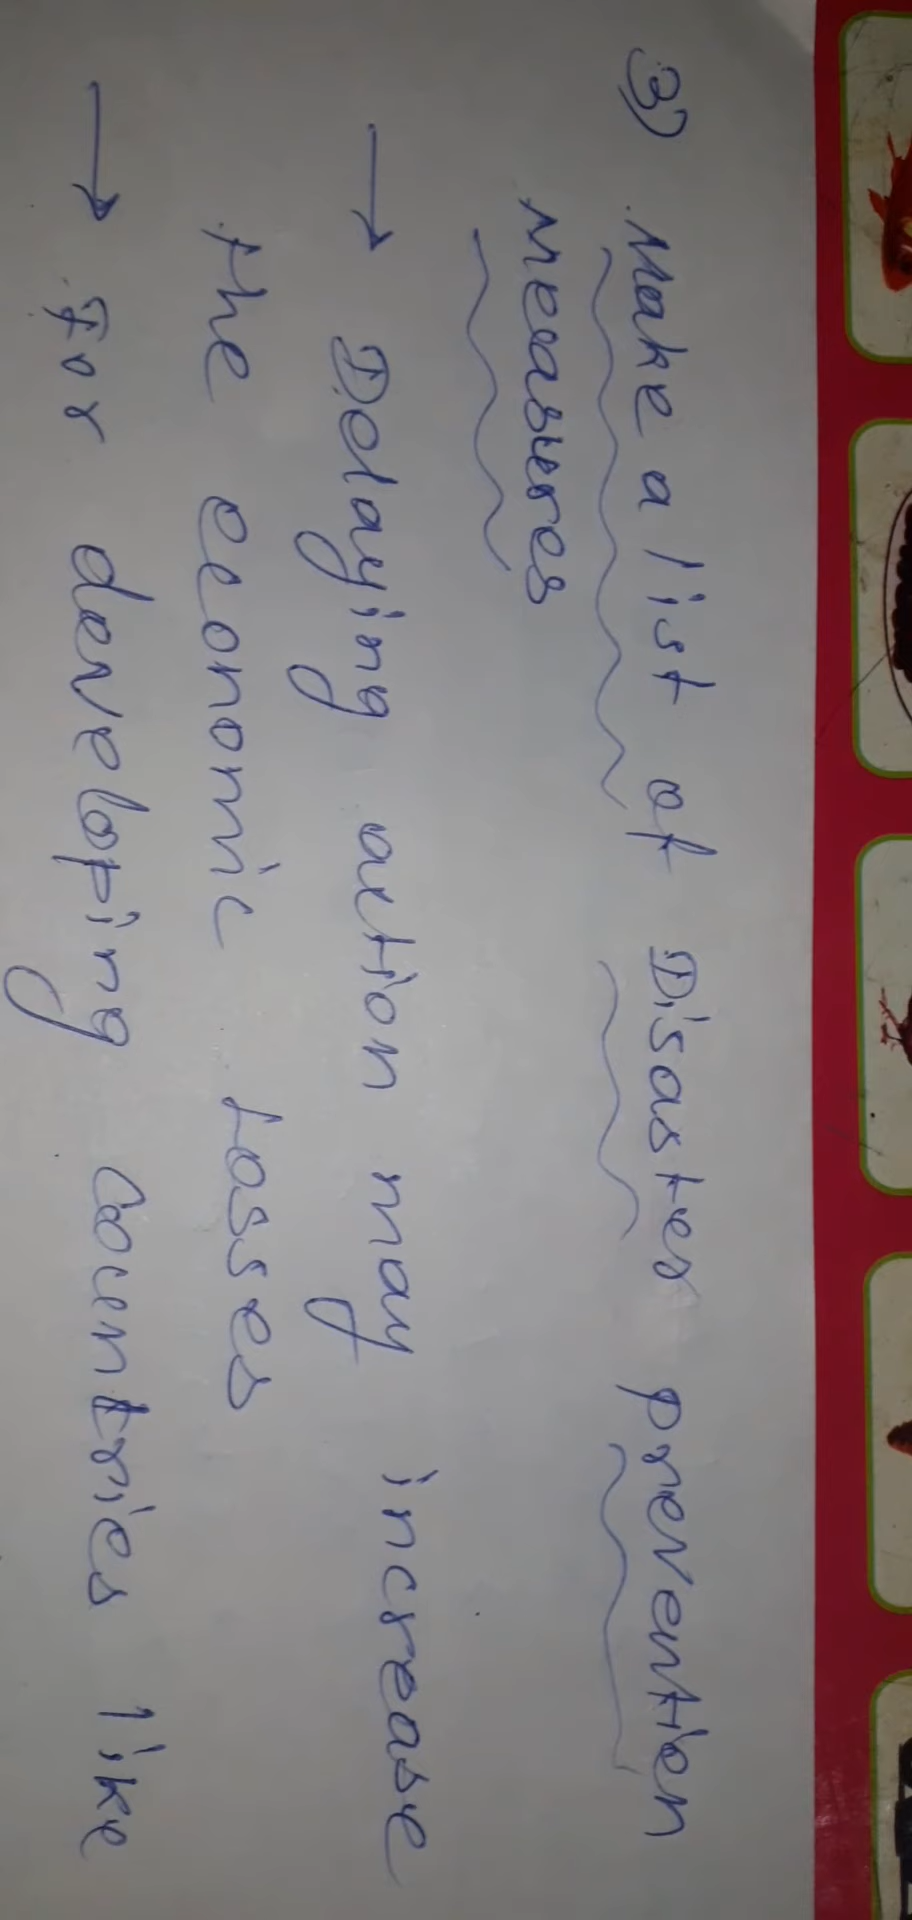 3) Make a list of Disaster prevention
measures
→ Delaying action may increase
the economic Losses
→ For developing Countries like